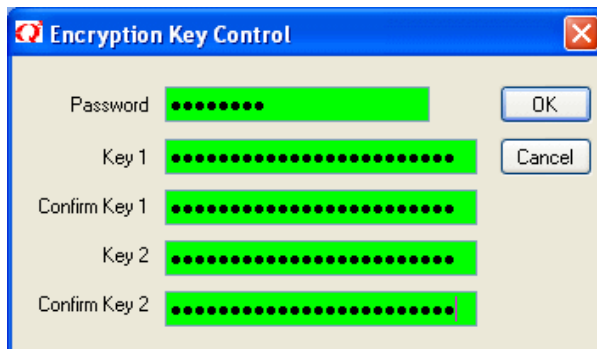 Encryption Key Control
Password ●●●●●●●● OK
Key 1 ●●●●●●●●●●●●●●●●●●●●●●●● Cancel
Confirm Key 1 ●●●●●●●●●●●●●●●●●●●●●●●●
Key 2 ●●●●●●●●●●●●●●●●●●●●●●●●
Confirm Key 2 ●●●●●●●●●●●●●●●●●●●●●●●●